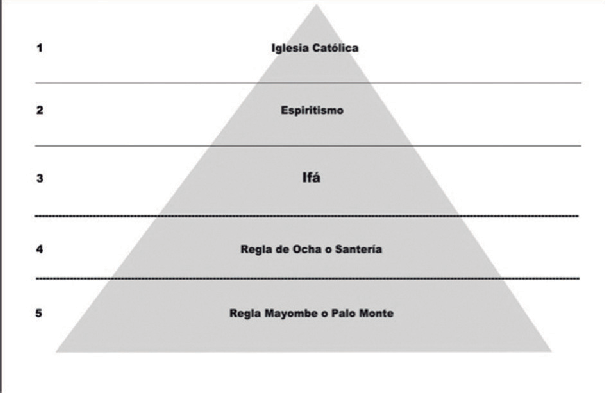 1 Iglesia Católica
2 Espiritismo
3 Ifá
4 Regla de Ocha o Santería
5 Regla Mayombe o Palo Monte